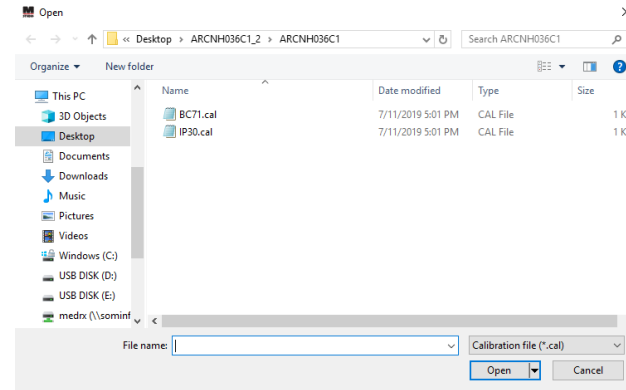 Open
« Desktop > ARCNH036C1_2 > ARCNH036C1
Search ARCNH036C1
Organize
New folder
Name
Date modified
Type
Size
This PC
3D Objects
Desktop
Documents
Downloads
Music
Pictures
Videos
Windows (C:)
USB DISK (D:)
USB DISK (E:)
medrx (\\sominf
BC71.cal 7/11/2019 5:01 PM CAL File 1 K
IP30.cal 7/11/2019 5:01 PM CAL File 1 K
File name:
Calibration file (*.cal)
Open
Cancel